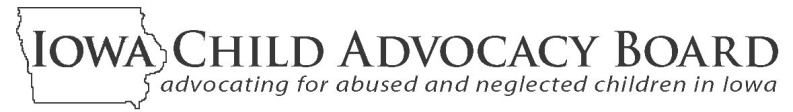 Iowa Child Advocacy Board
advocating for abused and neglected children in Iowa